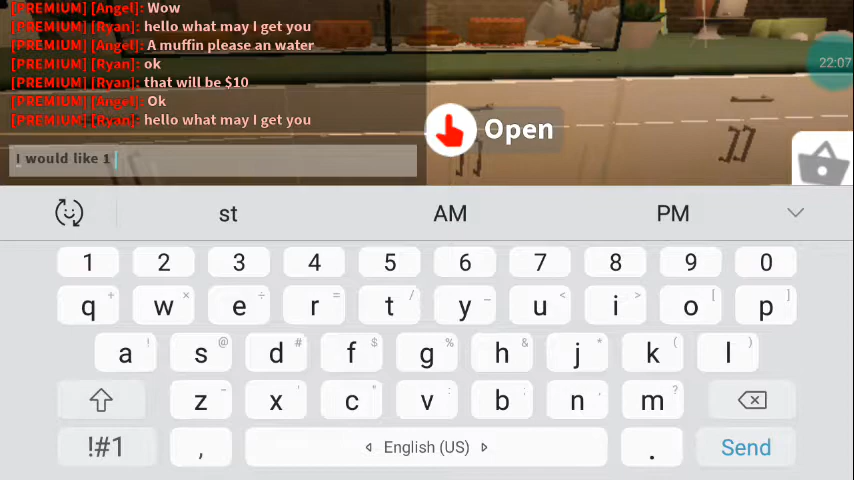 [PREMIUM] [Angel]: Wow
[PREMIUM] [Ryan]: hello what may I get you
[PREMIUM] [Angel]: A muffin please an water
[PREMIUM] [Ryan]: ok
[PREMIUM] [Ryan]: that will be $10
[PREMIUM] [Angel]: Ok
[PREMIUM] [Ryan]: hello what may I get you
22:07
Open
I would like 1
st AM PM
1 2 3 4 5 6 7 8 9 0
q + w × e ÷ r = t / y _ u < i > o [ p ]
a ! s @ d # f $ g % h & j * k ( l )
z - x ' c " v : b ; n , m ?
!#1 , English (US) . Send